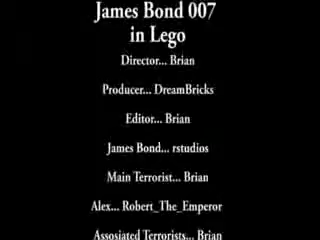 James Bond 007
in Lego
Director... Brian
Producer... DreamBricks
Editor... Brian
James Bond... rstudios
Main Terrorist... Brian
Alex... Robert_The_Emperor
Assosiated Terrorists... Brian